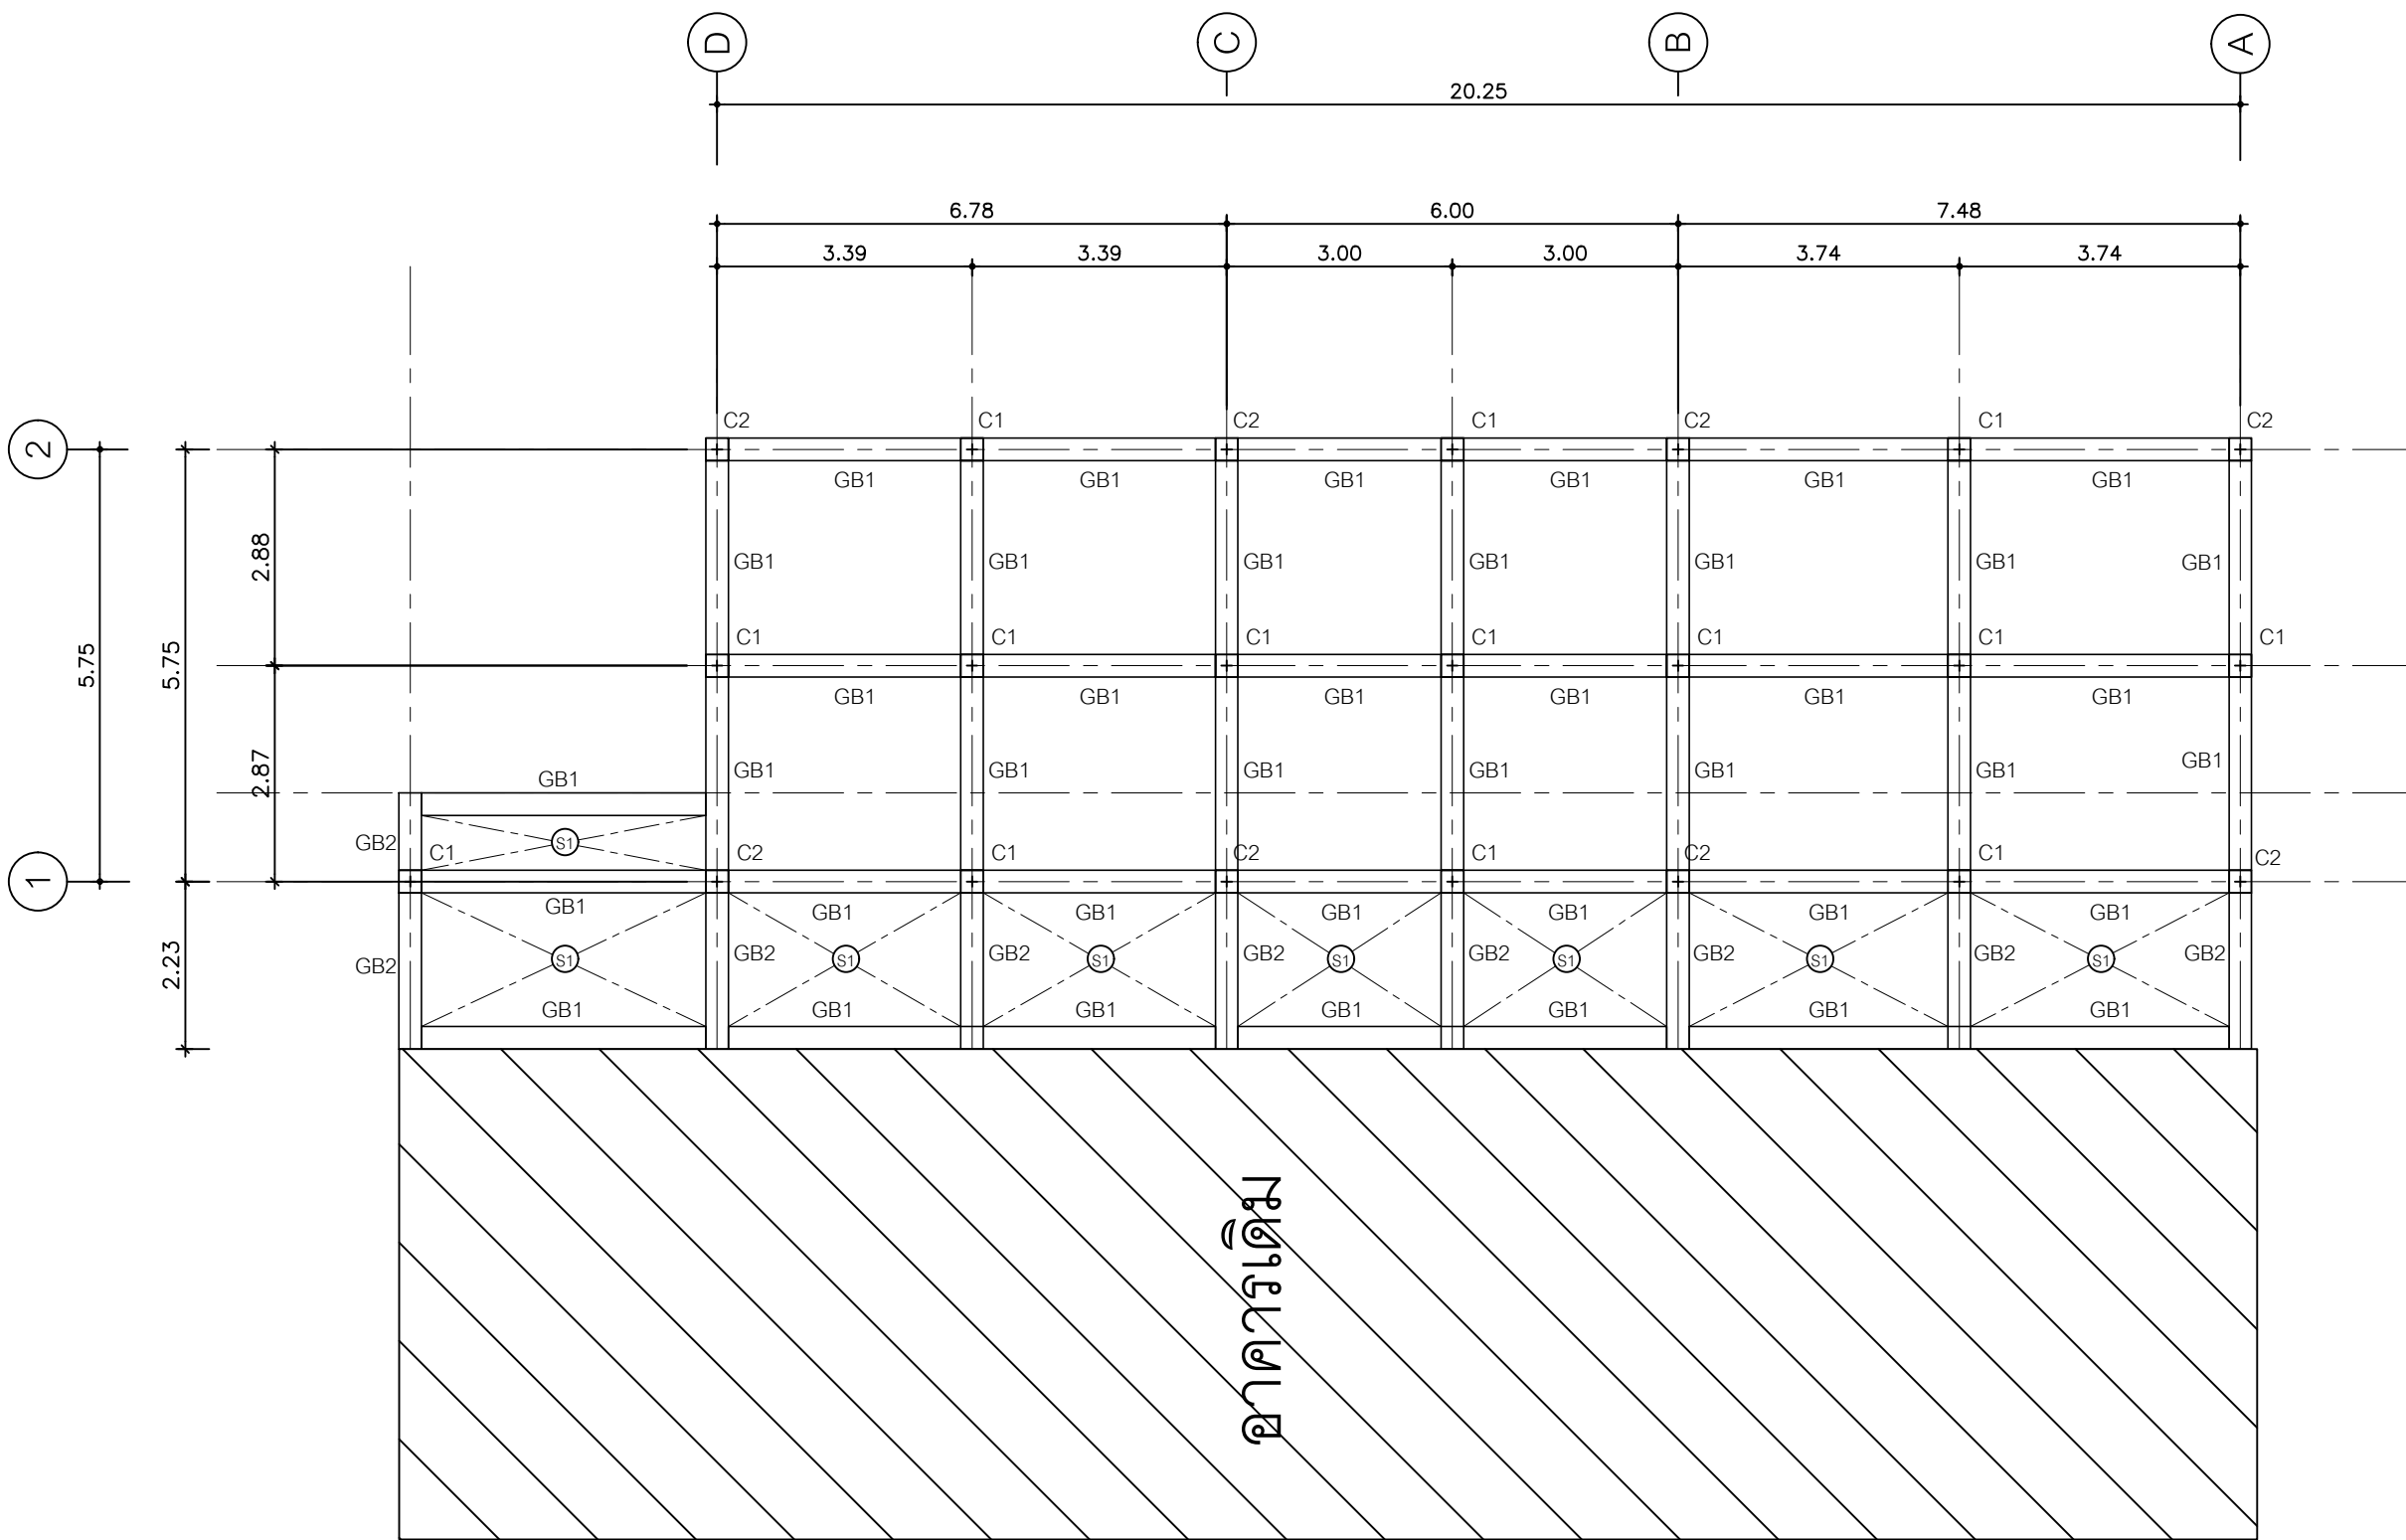 D C B A
20.25
6.78 6.00 7.48
3.39 3.39 3.00 3.00 3.74 3.74
2
C2 C1 C2 C1 C2 C1 C2
GB1 GB1 GB1 GB1 GB1 GB1
2.88
GB1 GB1 GB1 GB1 GB1 GB1 GB1
5.75 5.75
C1 C1 C1 C1 C1 C1 C1
GB1 GB1 GB1 GB1 GB1 GB1
2.87
GB1 GB1 GB1 GB1 GB1 GB1 GB1
GB1
GB2 S1
C1 C2 C1 C2 C1 C2 C1 C2
1
GB1 GB1 GB1 GB1 GB1 GB1 GB1
2.23
GB2 GB2 GB2 GB2 GB2 GB2 GB2 GB2
S1 S1 S1 S1 S1 S1 S1
GB1 GB1 GB1 GB1 GB1 GB1 GB1
อาคารเดิม